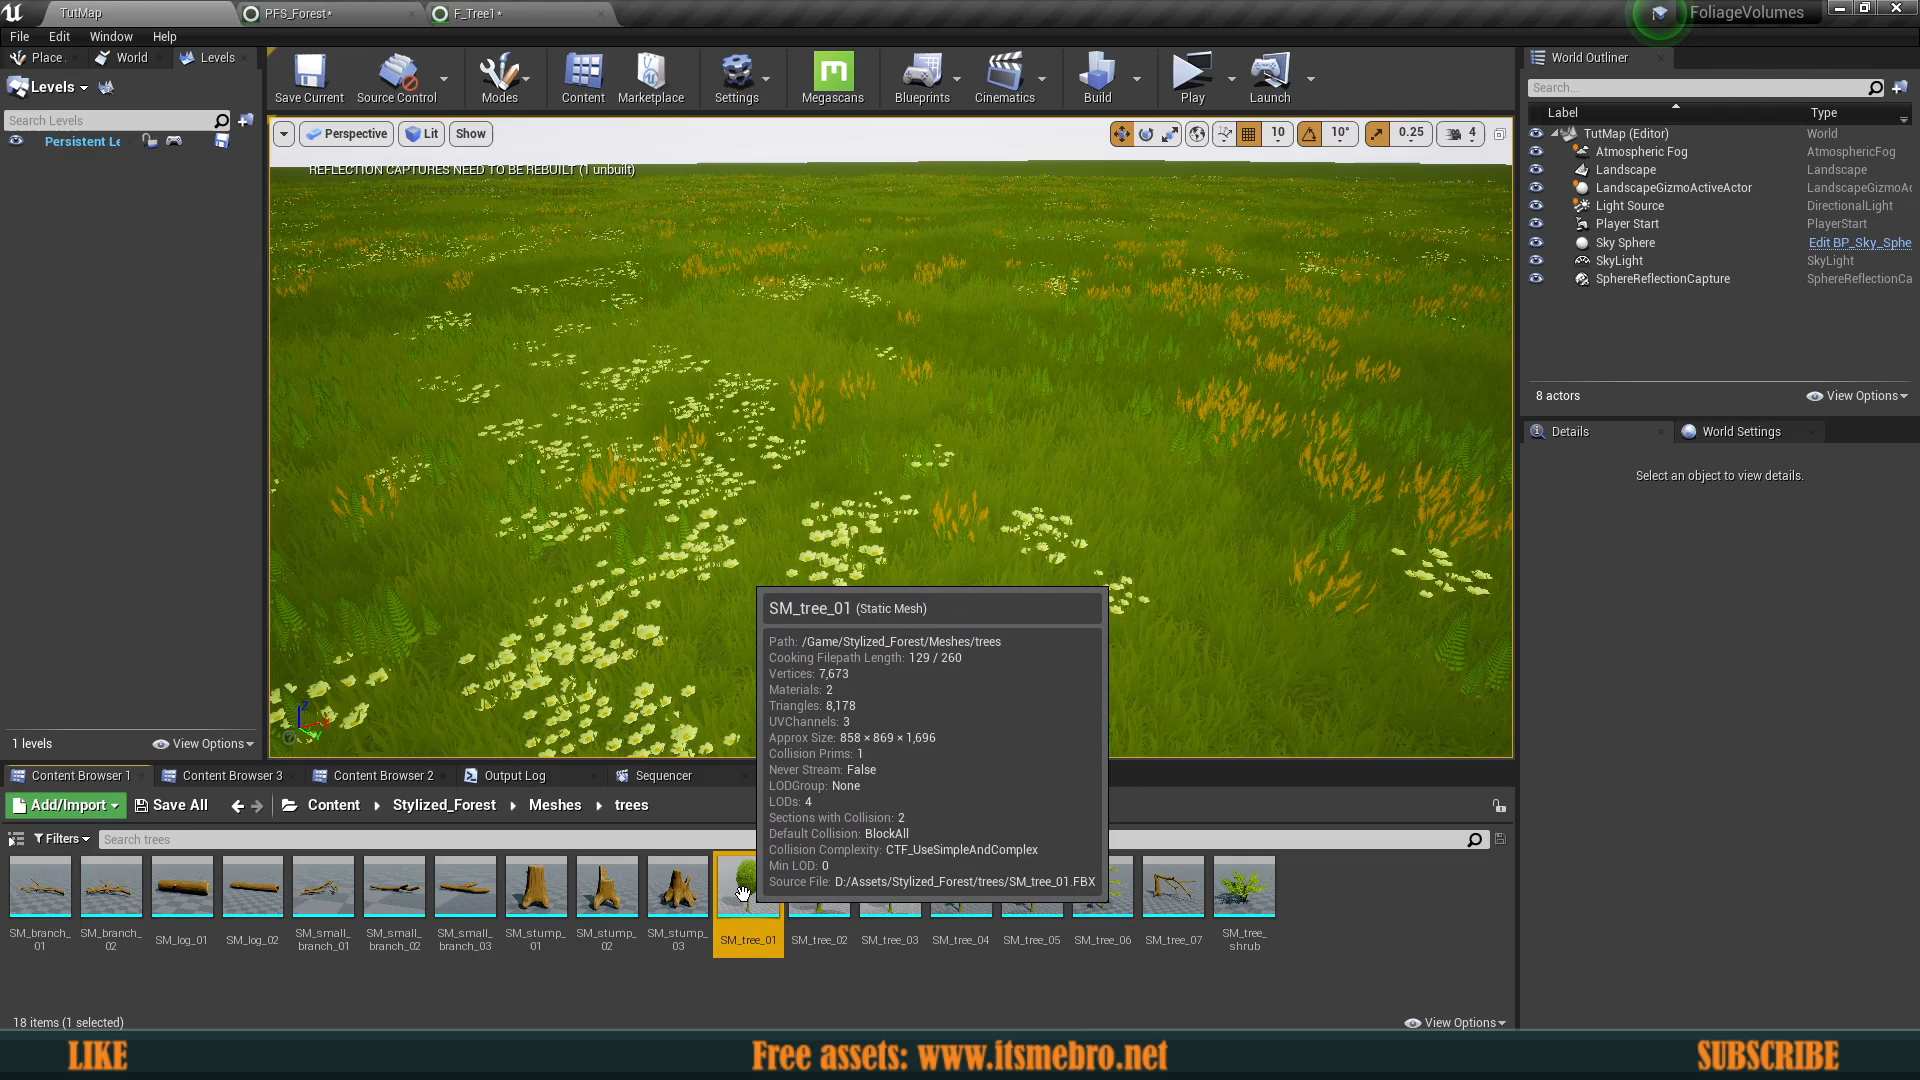 TutMap
PFS_Forest*
F_Tree1*
FoliageVolumes
File
Edit
Window
Help
Place
World
Levels
World Outliner
Levels
Search Levels
Persistent Le
Save Current
Source Control
Modes
Content
Marketplace
Settings
Megascans
Blueprints
Cinematics
Build
Play
Launch
Perspective
Lit
Show
10
10°
0.25
4
REFLECTION CAPTURES NEED TO BE REBUILT (1 unbuilt)
Search...
Label
Type
TutMap (Editor)
World
Atmospheric Fog
AtmosphericFog
Landscape
Landscape
LandscapeGizmoActiveActor
LandscapeGizmoAc
Light Source
DirectionalLight
Player Start
PlayerStart
Sky Sphere
Edit BP_Sky_Sphe
SkyLight
SkyLight
SphereReflectionCapture
SphereReflectionCa
8 actors
View Options
Details
World Settings
Select an object to view details.
SM_tree_01 (Static Mesh)
Path: /Game/Stylized_Forest/Meshes/trees
Cooking Filepath Length: 129 / 260
Vertices: 7,673
Materials: 2
Triangles: 8,178
UVChannels: 3
Approx Size: 858 × 869 × 1,696
Collision Prims: 1
Never Stream: False
LODGroup: None
LODs: 4
Sections with Collision: 2
Default Collision: BlockAll
Collision Complexity: CTF_UseSimpleAndComplex
Min LOD: 0
Source File: D:/Assets/Stylized_Forest/trees/SM_tree_01.FBX
Z
X
Y
1 levels
View Options
Content Browser 1
Content Browser 3
Content Browser 2
Output Log
Sequencer
Add/Import
Save All
Content
Stylized_Forest
Meshes
trees
Filters
Search trees
SM_branch_01
SM_branch_02
SM_log_01
SM_log_02
SM_small_branch_01
SM_small_branch_02
SM_small_branch_03
SM_stump_01
SM_stump_02
SM_stump_03
SM_tree_01
SM_tree_02
SM_tree_03
SM_tree_04
SM_tree_05
SM_tree_06
SM_tree_07
SM_tree_shrub
18 items (1 selected)
View Options
LIKE
Free assets: www.itsmebro.net
SUBSCRIBE